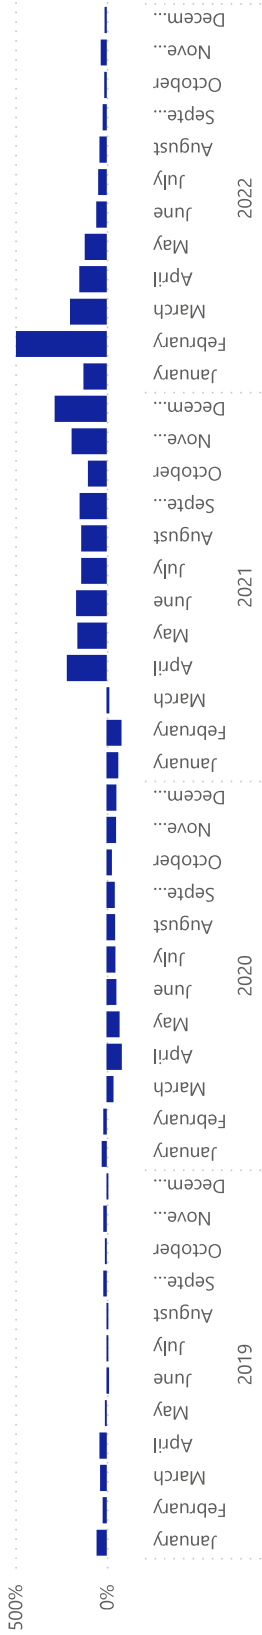 500%
0%
January
February
March
April
May
June
July
August
Septe...
October
Nove...
Decem...
2019
January
February
March
April
May
June
July
August
Septe...
October
Nove...
Decem...
2020
January
February
March
April
May
June
July
August
Septe...
October
Nove...
Decem...
2021
January
February
March
April
May
June
July
August
Septe...
October
Nove...
Decem...
2022